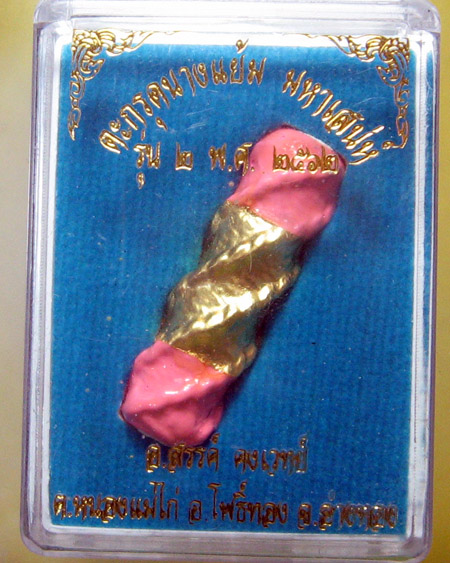 ตะกรุดนางแย้ม มหาเสน่ห์
รุ่น ๒ พ.ศ. ๒๕๖๒
อ.สรรค์ คงเวทย์
ต.หนองแม่ไก่ อ.โพธิ์ทอง จ.อ่างทอง